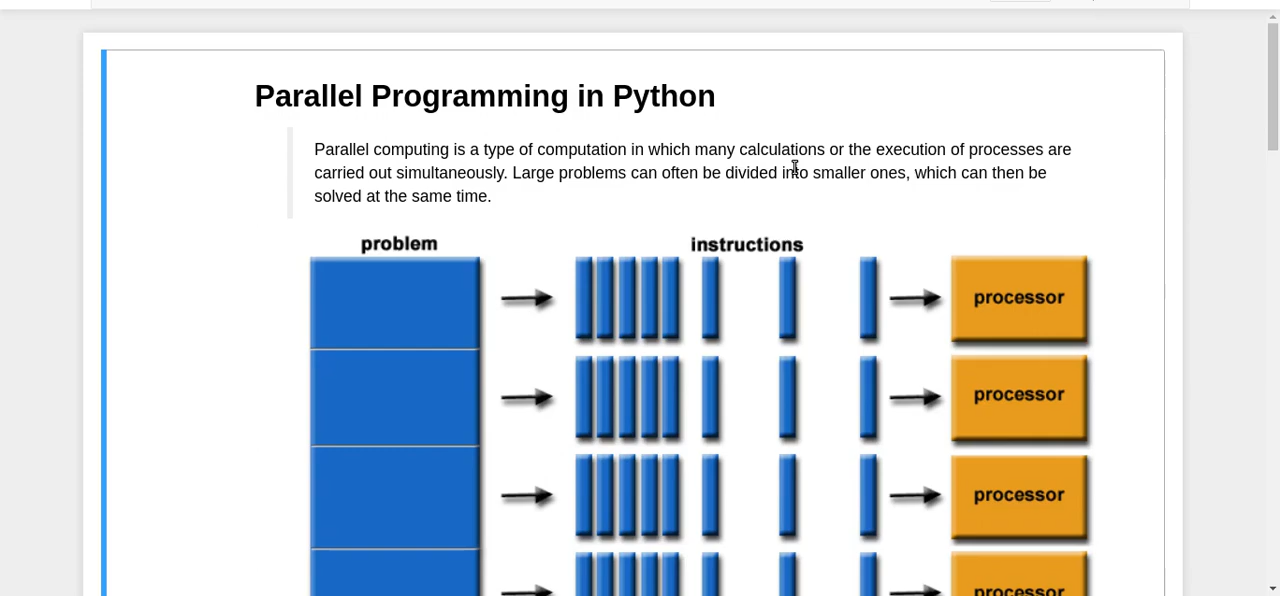 Parallel Programming in Python
Parallel computing is a type of computation in which many calculations or the execution of processes are
carried out simultaneously. Large problems can often be divided into smaller ones, which can then be
solved at the same time.
problem
instructions
processor
processor
processor
processor